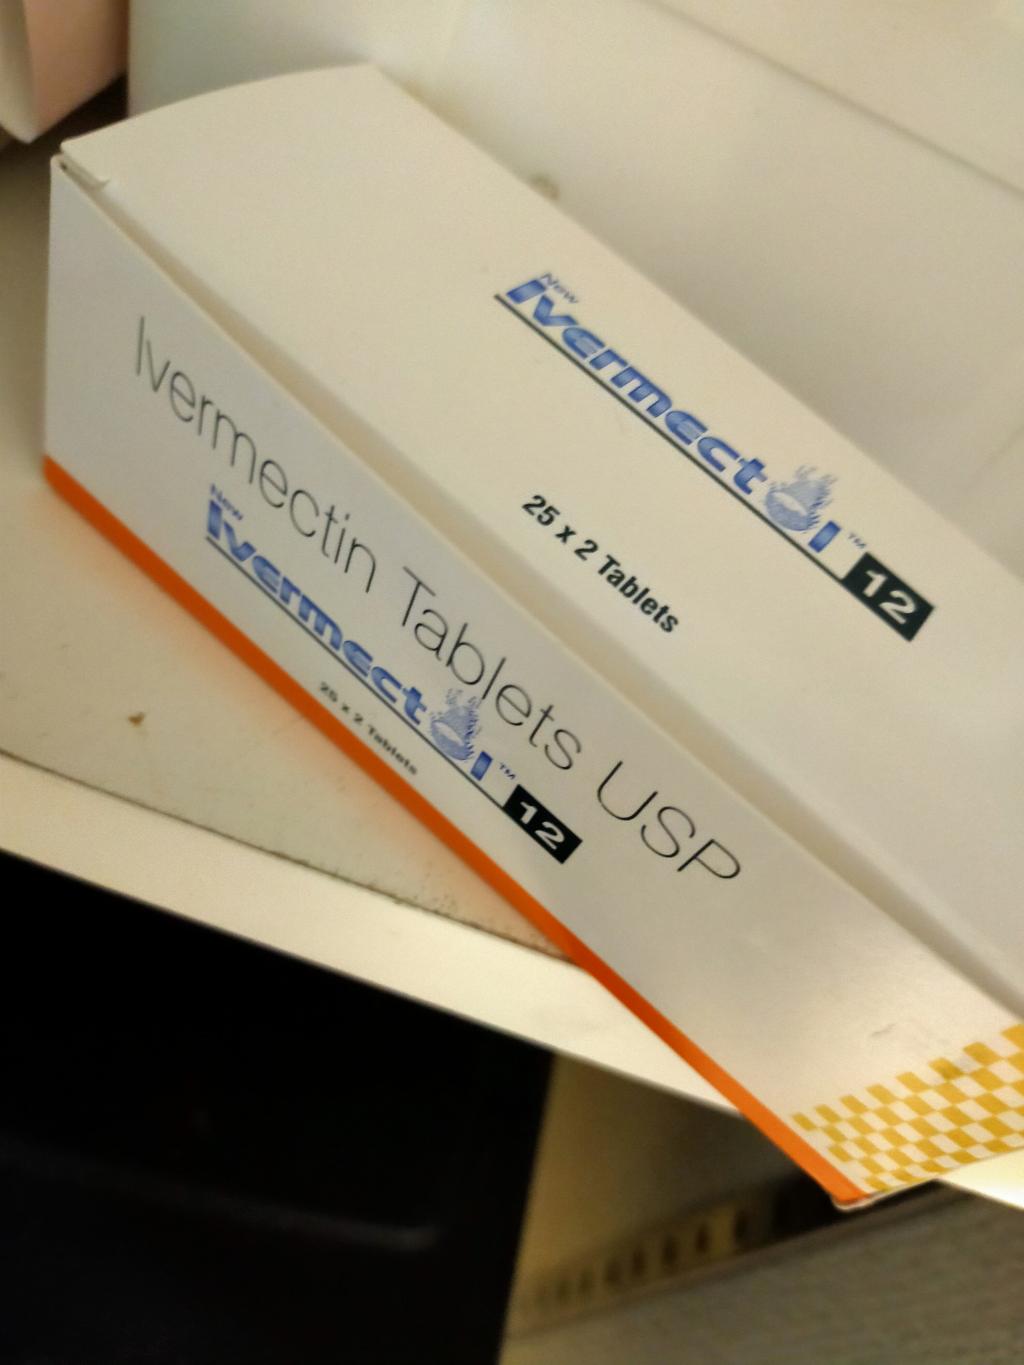 New
Ivermectol™ 12
25 x 2 Tablets
Ivermectin Tablets USP
New
Ivermectol™ 12
25 x 2 Tablets